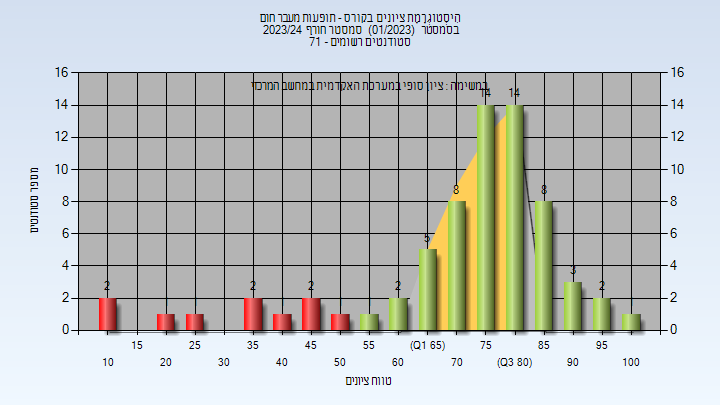 היסטוגרמת ציונים בקורס - תופעות מעבר חום
בסמסטר (01/2023) סמסטר חורף 2023/24
סטודנטים רשומים - 71
במשימה : ציון סופי במערכת האקדמית במחשב המרכזי
מספר סטודנטים
16 14 12 10 8 6 4 2 0
2 2 2 2 5 8 14 14 8 3 2
16 14 12 10 8 6 4 2 0
15 25 35 45 55 (Q1 65) 75 85 95
10 20 30 40 50 60 70 (Q3 80) 90 100
טווח ציונים